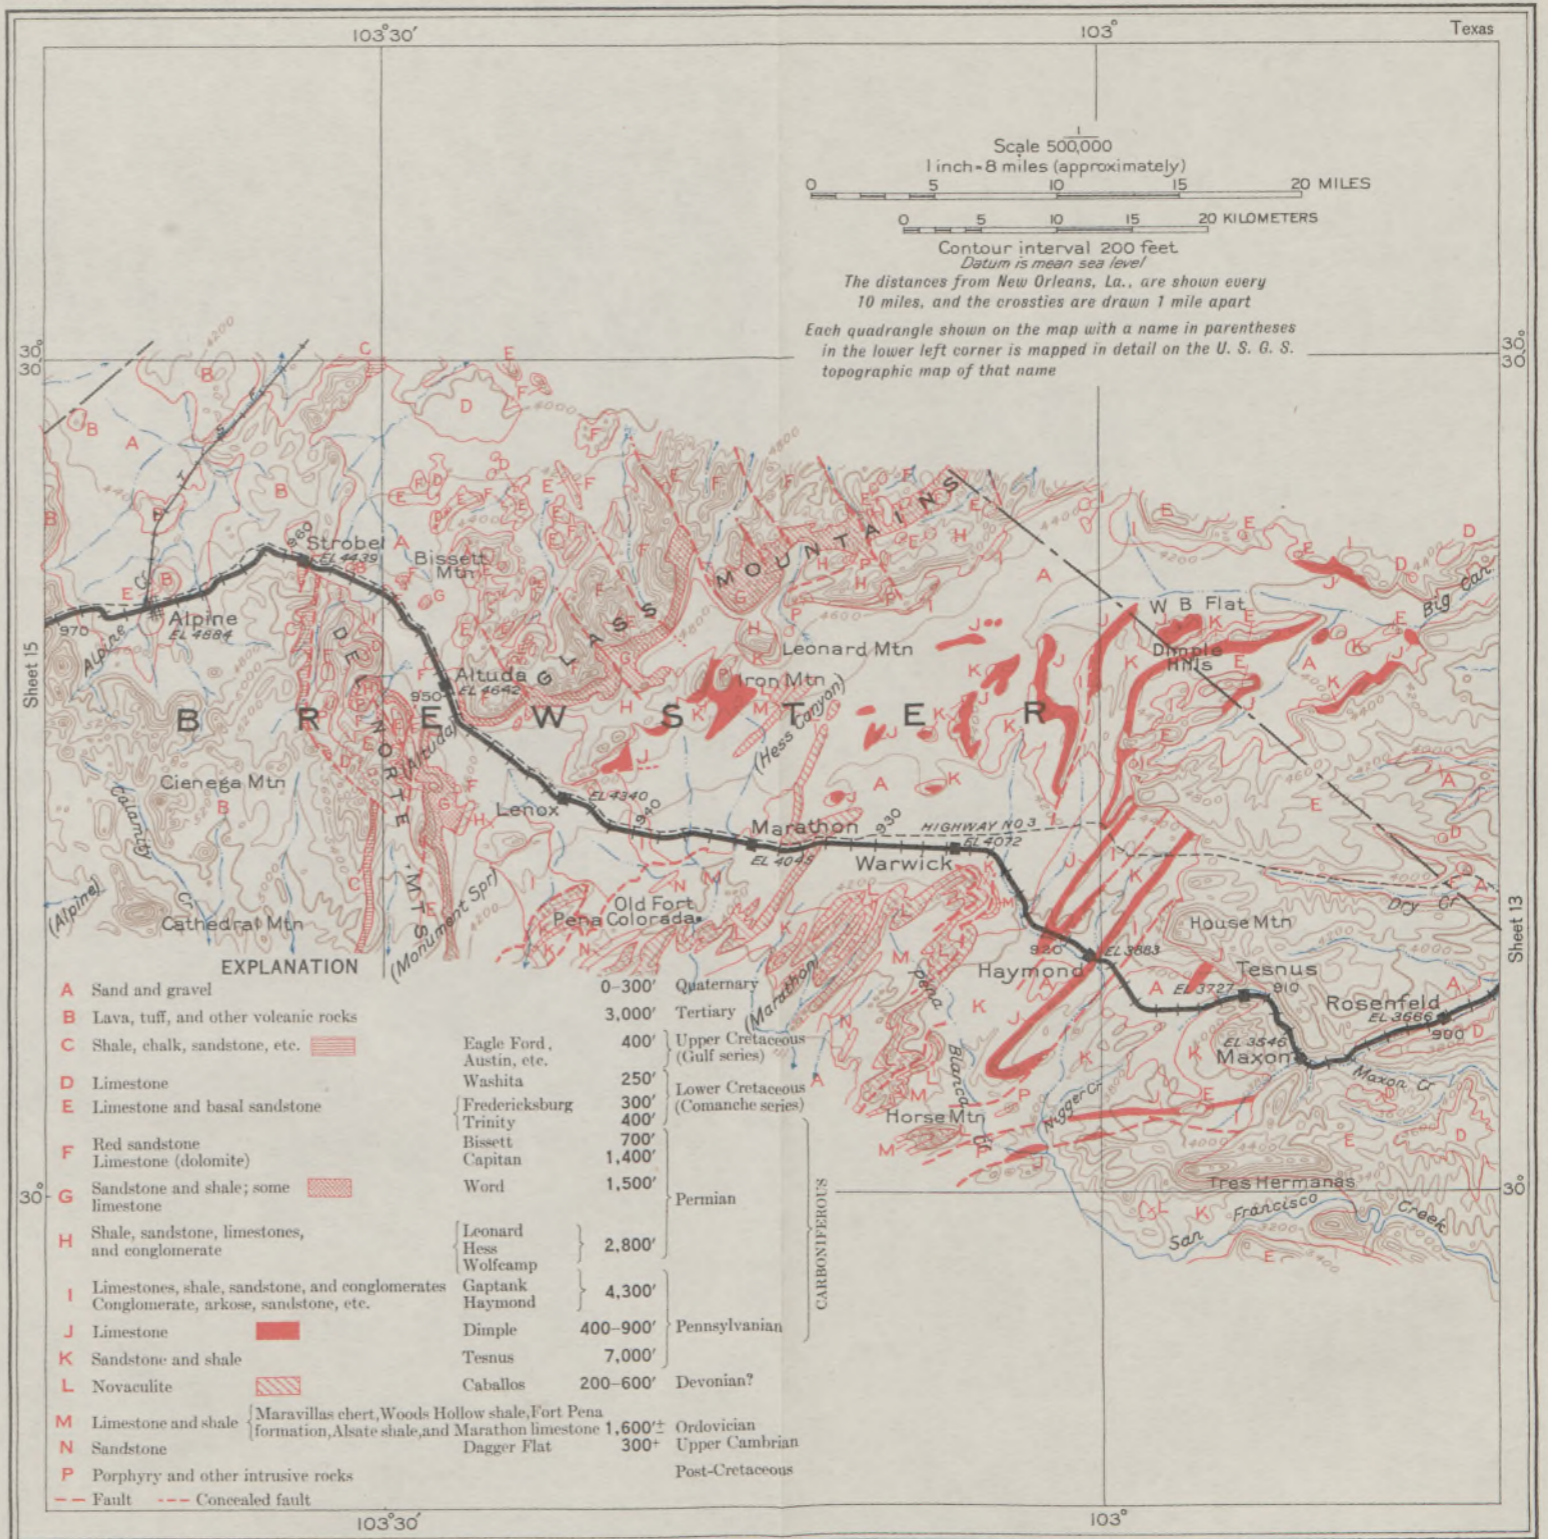 103°30' 103° Texas
Scale 1/500,000
1 inch=8 miles (approximately)
0 5 10 15 20 MILES
0 5 10 15 20 KILOMETERS
Contour interval 200 feet
Datum is mean sea level
The distances from New Orleans, La., are shown every
10 miles, and the crossties are drawn 1 mile apart
Each quadrangle shown on the map with a name in parentheses
in the lower left corner is mapped in detail on the U. S. G. S.
topographic map of that name
30° 30'
30° 30'
Sheet 15
Sheet 13
BREWSTER
GLASS MOUNTAINS
DEL NORTE MTS
Strobel
EL 4439
960
Bissett
Mtn
Alpine
EL 4484
970
Alpine Cr
Altuda
EL 4642
950
(Altuda)
W B Flat
Big Can.
Dimple
Hills
Leonard Mtn
Iron Mtn
(Hess Canyon)
Cienega Mtn
Calamity Cr
Cathedral Mtn
(Alpine)
(Monument Spr)
Lenox
EL 4340
940
Marathon
EL 4045
930
HIGHWAY NO 3
Warwick
EL 4072
Old Fort
Pena Colorada
(Marathon)
Pena Blanca Cr
House Mtn
Dry Cr
Haymond
EL 3883
920
Tesnus
EL 3727
910
Rosenfeld
EL 3666
900
EL 3546
Maxon
Maxon Cr
Nigger Cr
Horse Mtn
Tres Hermanas
San Francisco Creek
30°
30°
EXPLANATION
A Sand and gravel 0-300' Quaternary
B Lava, tuff, and other volcanic rocks 3,000' Tertiary
C Shale, chalk, sandstone, etc. Eagle Ford, Austin, etc. 400' Upper Cretaceous (Gulf series)
D Limestone Washita 250' Lower Cretaceous
E Limestone and basal sandstone Fredericksburg 300' (Comanche series)
Trinity 400'
F Red sandstone Bissett 700'
Limestone (dolomite) Capitan 1,400'
G Sandstone and shale; some limestone Word 1,500' Permian
H Shale, sandstone, limestones, and conglomerate Leonard Hess Wolfcamp 2,800'
I Limestones, shale, sandstone, and conglomerates Gaptank
Conglomerate, arkose, sandstone, etc. Haymond 4,300'
J Limestone Dimple 400-900' Pennsylvanian
K Sandstone and shale Tesnus 7,000'
CARBONIFEROUS
L Novaculite Caballos 200-600' Devonian?
M Limestone and shale Maravillas chert, Woods Hollow shale, Fort Pena
formation, Alsate shale, and Marathon limestone 1,600'± Ordovician
N Sandstone Dagger Flat 300+ Upper Cambrian
P Porphyry and other intrusive rocks Post-Cretaceous
Fault Concealed fault
103°30' 103°